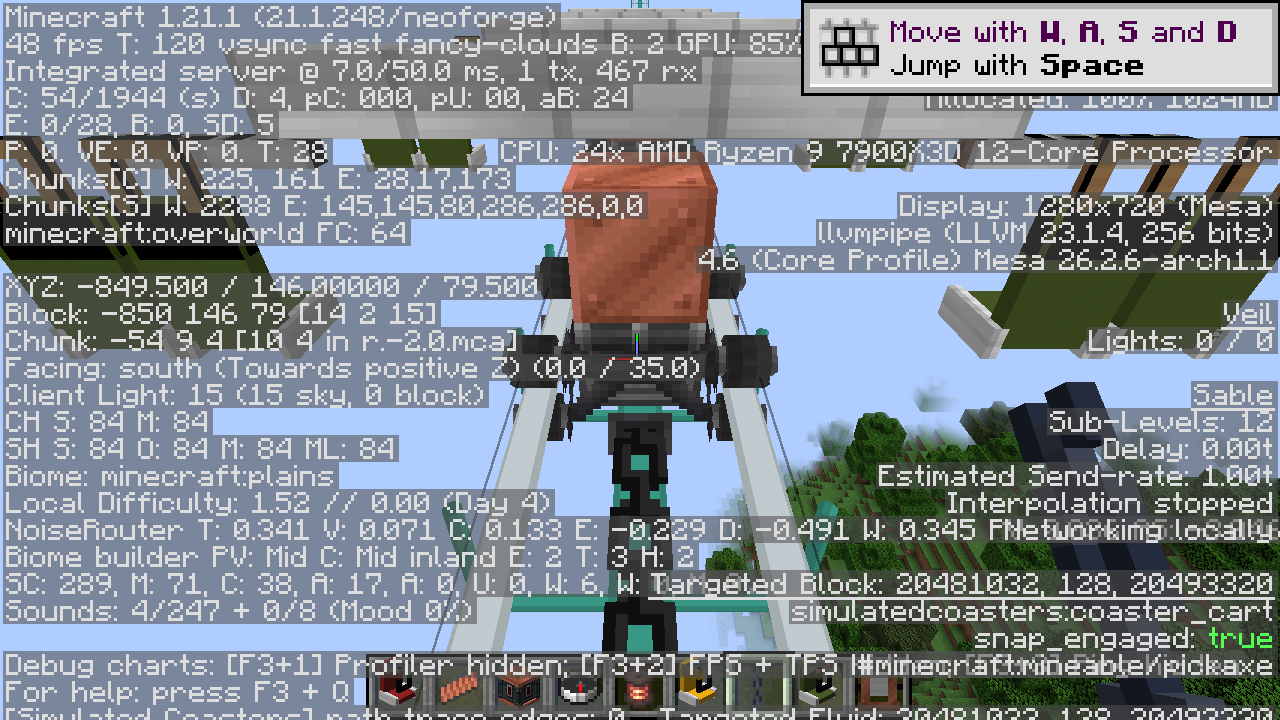 Minecraft 1.21.1 (21.1.248/neoforge)
48 fps T: 120 vsync fast fancy-clouds B: 2 GPU: 85%
Integrated server @ 7.0/50.0 ms, 1 tx, 467 rx
C: 54/1944 (s) D: 4, pC: 000, pU: 00, aB: 24
E: 0/28, B: 0, SD: 5
P: 0. VE: 0. VP: 0. T: 28
Chunks[C] W: 225, 161 E: 28,17,173
Chunks[S] W: 2288 E: 145,145,80,286,286,0,0
minecraft:overworld FC: 64
XYZ: -849.500 / 146.00000 / 79.500
Block: -850 146 79 [14 2 15]
Chunk: -54 9 4 [10 4 in r.-2.0.mca]
Facing: south (Towards positive Z) (0.0 / 35.0)
Client Light: 15 (15 sky, 0 block)
CH S: 84 M: 84
SH S: 84 O: 84 M: 84 ML: 84
Biome: minecraft:plains
Local Difficulty: 1.52 // 0.00 (Day 4)
NoiseRouter T: 0.341 V: 0.071 C: 0.133 E: -0.229 D: -0.491 W: 0.345
Biome builder PV: Mid C: Mid inland E: 2 T: 3 H: 2
SC: 289, M: 71, C: 38, A: 17, A: 0, U: 0, W: 6, W:
Sounds: 4/247 + 0/8 (Mood 0%)
Debug charts: [F3+1] Profiler hidden; [F3+2] FPS + TPS
For help: press F3 + Q
Move with W, A, S and D
Jump with Space
Allocated: 100% 1024MB
CPU: 24x AMD Ryzen 9 7900X3D 12-Core Processor
Display: 1280x720 (Mesa)
llvmpipe (LLVM 23.1.4, 256 bits)
4.6 (Core Profile) Mesa 26.2.6-arch1.1
Veil
Lights: 0 / 0
Sable
Sub-Levels: 12
Delay: 0.00t
Estimated Send-rate: 1.00t
Interpolation stopped
Networking locally
Targeted Block: 20481032, 128, 20493320
simulatedcoasters:coaster_cart
snap_engaged: true
#minecraft:mineable/pickaxe
Targeted Fluid: 20481032, 128,